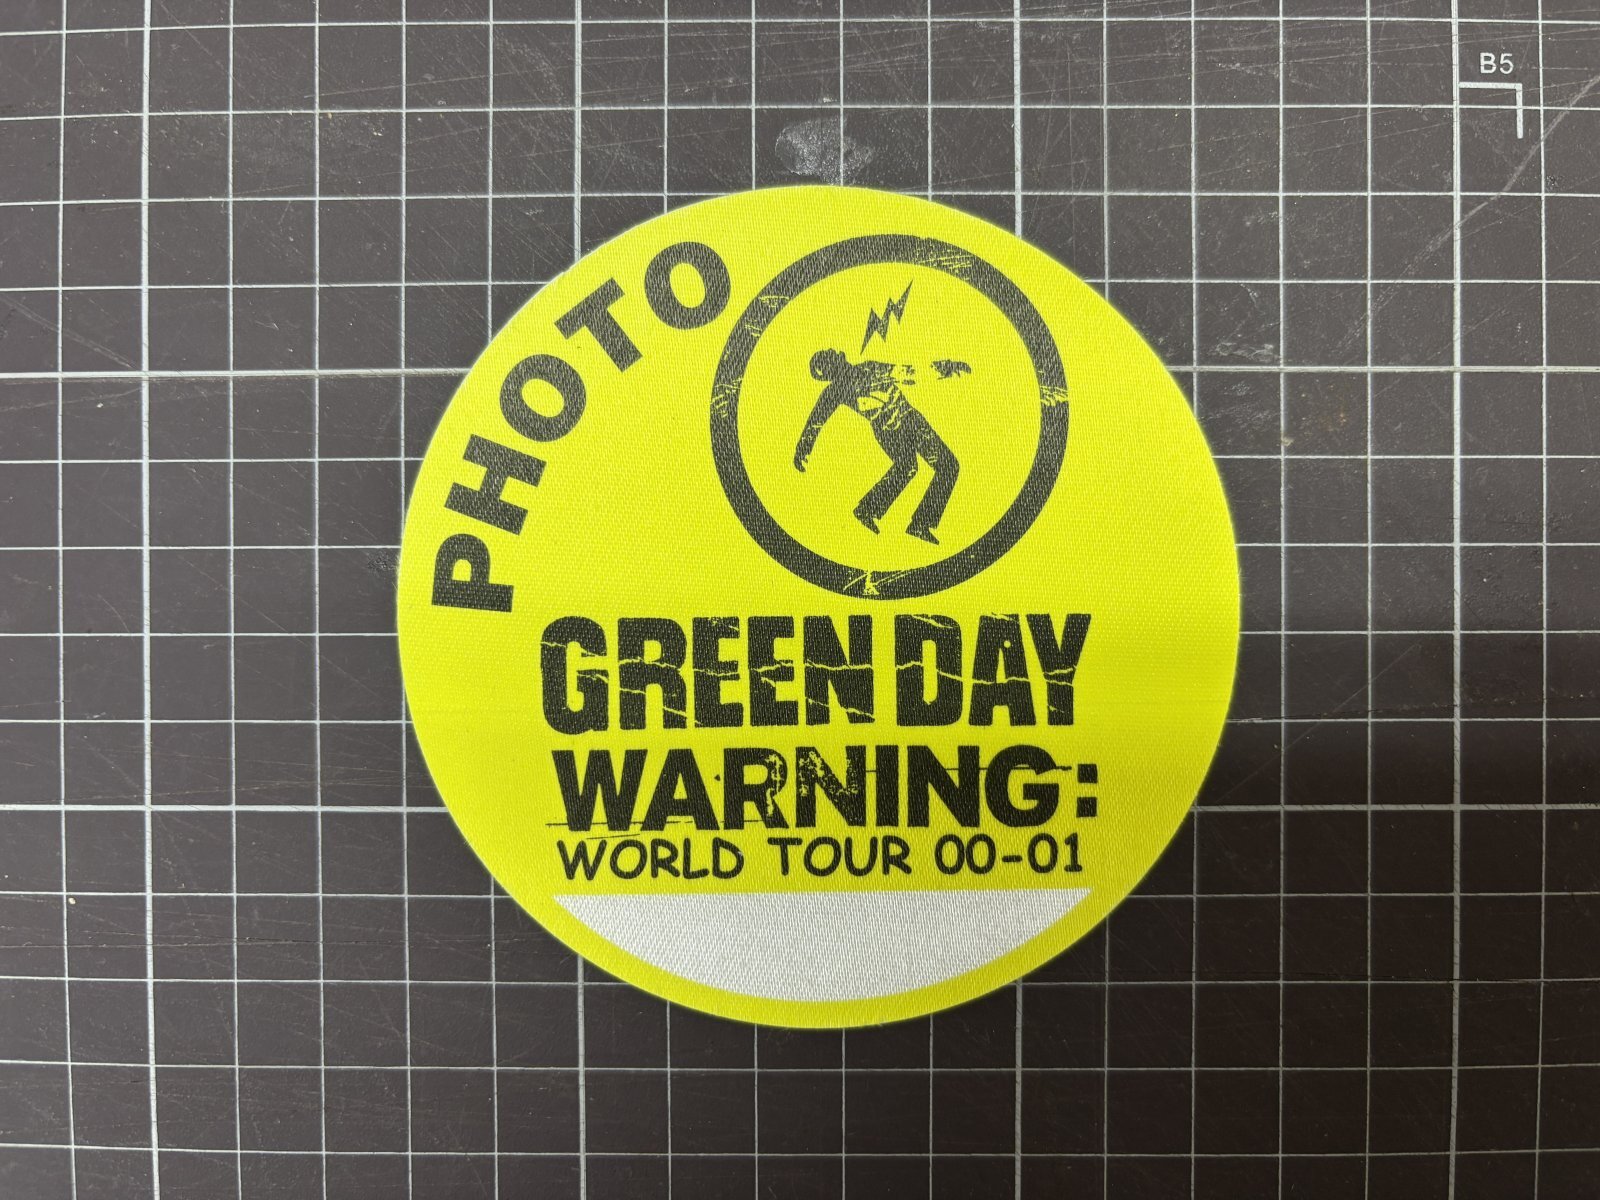 B5
PHOTO
GREEN DAY
WARNING:
WORLD TOUR 00-01